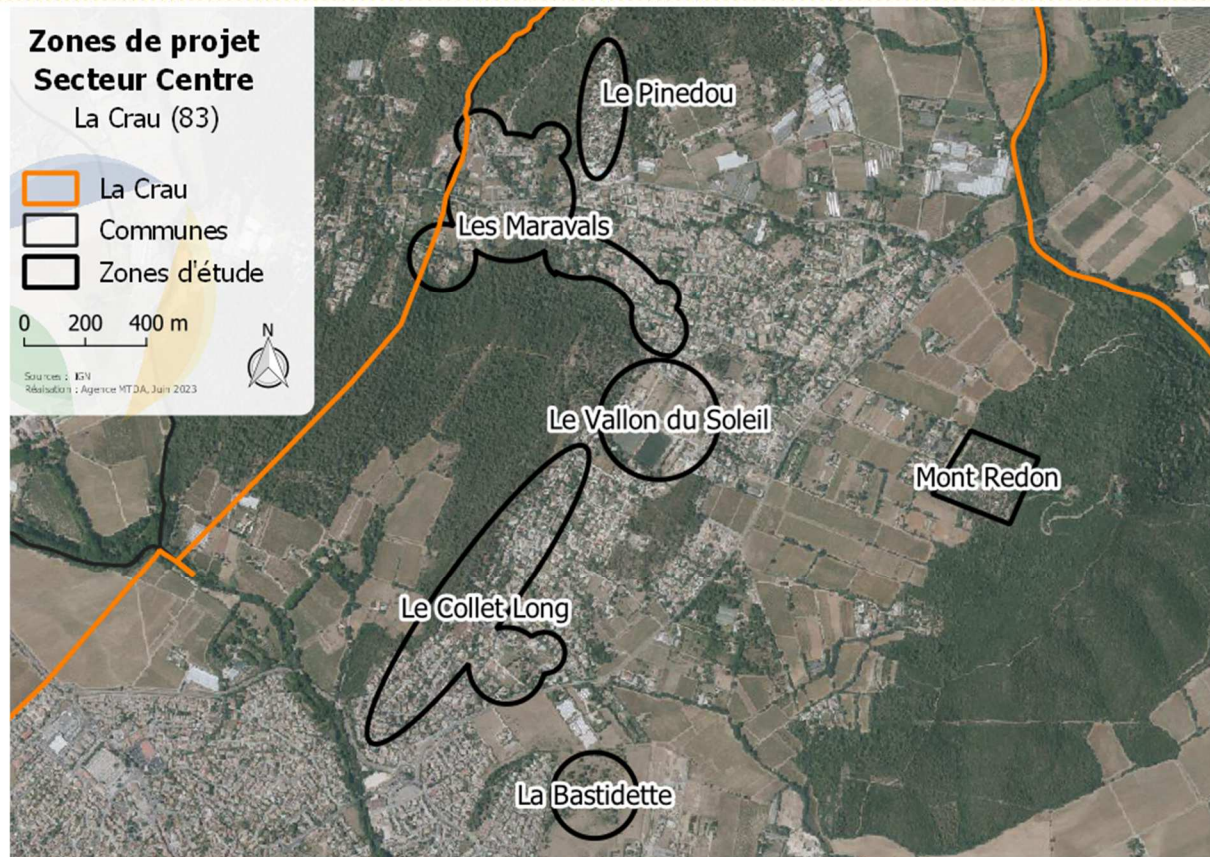 Zones de projet
Secteur Centre
La Crau (83)
La Crau
Communes
Zones d'étude
0 200 400 m
N
Sources : IGN
Réalisation : Agence MTDA, Juin 2023
Le Pinedou
Les Maravals
Le Vallon du Soleil
Mont Redon
Le Collet Long
La Bastidette